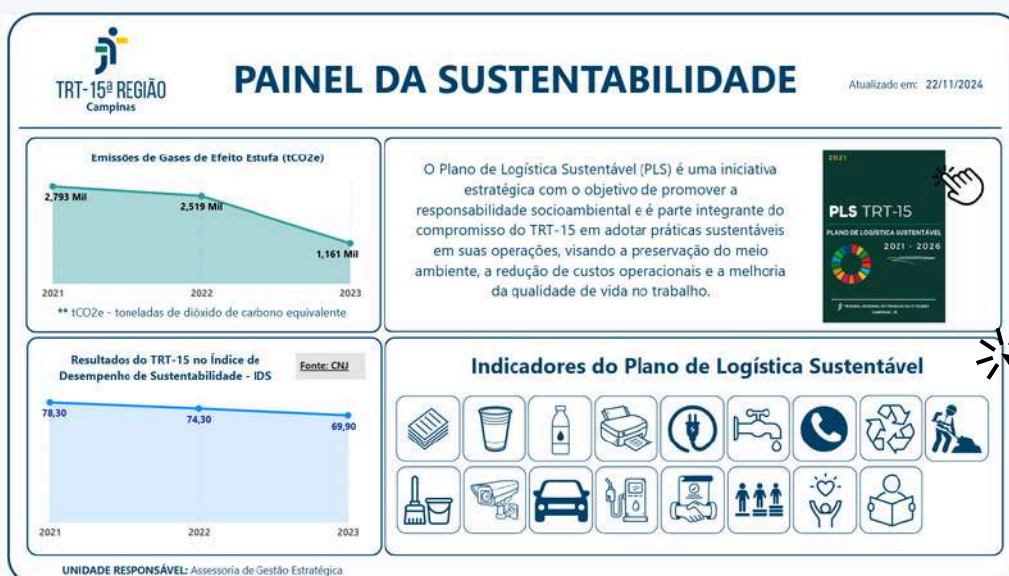 TRT-15ª REGIÃO
Campinas
PAINEL DA SUSTENTABILIDADE
Atualizado em: 22/11/2024
Emissões de Gases de Efeito Estufa (tCO2e)
2,793 Mil
2,519 Mil
1,161 Mil
2021
2022
2023
** tCO2e - toneladas de dióxido de carbono equivalente
O Plano de Logística Sustentável (PLS) é uma iniciativa
estratégica com o objetivo de promover a
responsabilidade socioambiental e é parte integrante do
compromisso do TRT-15 em adotar práticas sustentáveis
em suas operações, visando a preservação do meio
ambiente, a redução de custos operacionais e a melhoria
da qualidade de vida no trabalho.
2021
PLS TRT-15
PLANO DE LOGÍSTICA SUSTENTÁVEL
2021 - 2026
Resultados do TRT-15 no Índice de
Desempenho de Sustentabilidade - IDS
Fonte: CNJ
78,30
74,30
69,90
2021
2022
2023
Indicadores do Plano de Logística Sustentável
UNIDADE RESPONSÁVEL: Assessoria de Gestão Estratégica